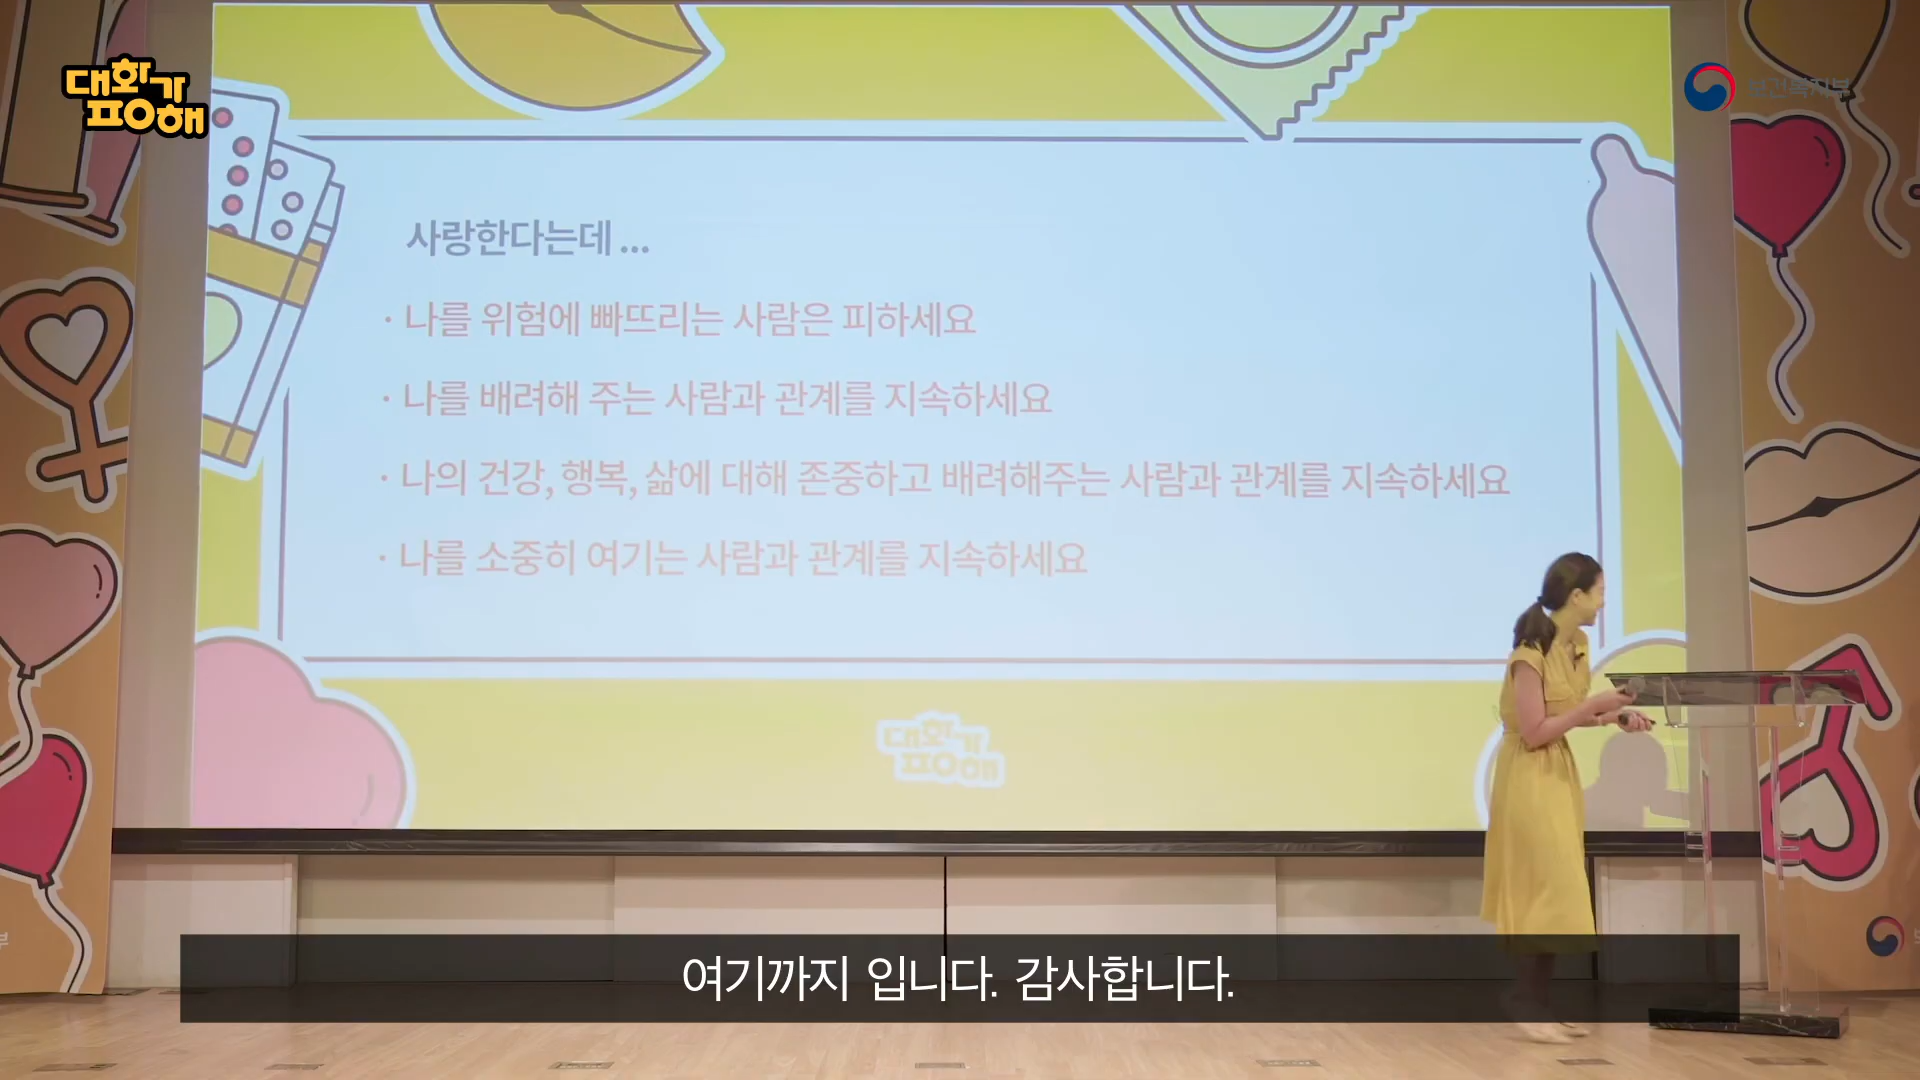 대화가
표o해
보건복지부
사랑한다는데 ...
· 나를 위험에 빠뜨리는 사람은 피하세요
· 나를 배려해 주는 사람과 관계를 지속하세요
· 나의 건강, 행복, 삶에 대해 존중하고 배려해주는 사람과 관계를 지속하세요
· 나를 소중히 여기는 사람과 관계를 지속하세요
대화가
표o해
여기까지 입니다. 감사합니다.